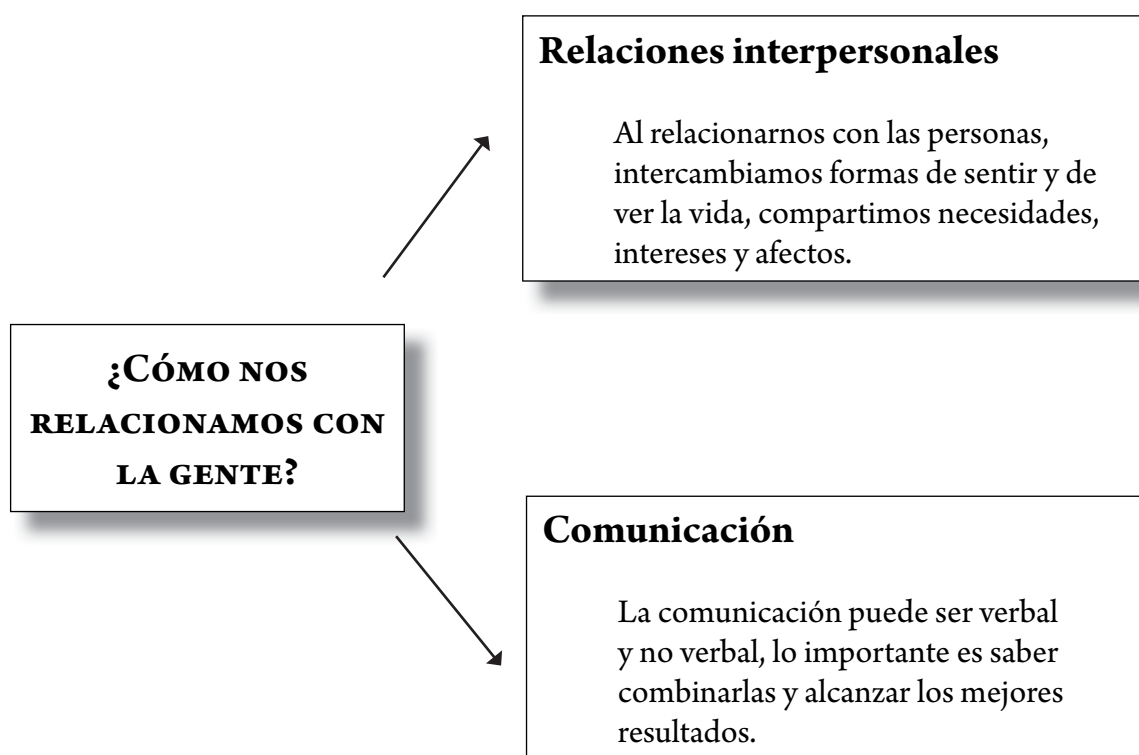 Relaciones interpersonales
Al relacionarnos con las personas,
intercambiamos formas de sentir y de
ver la vida, compartimos necesidades,
intereses y afectos.
¿Cómo nos
relacionamos con
la gente?
Comunicación
La comunicación puede ser verbal
y no verbal, lo importante es saber
combinarlas y alcanzar los mejores
resultados.